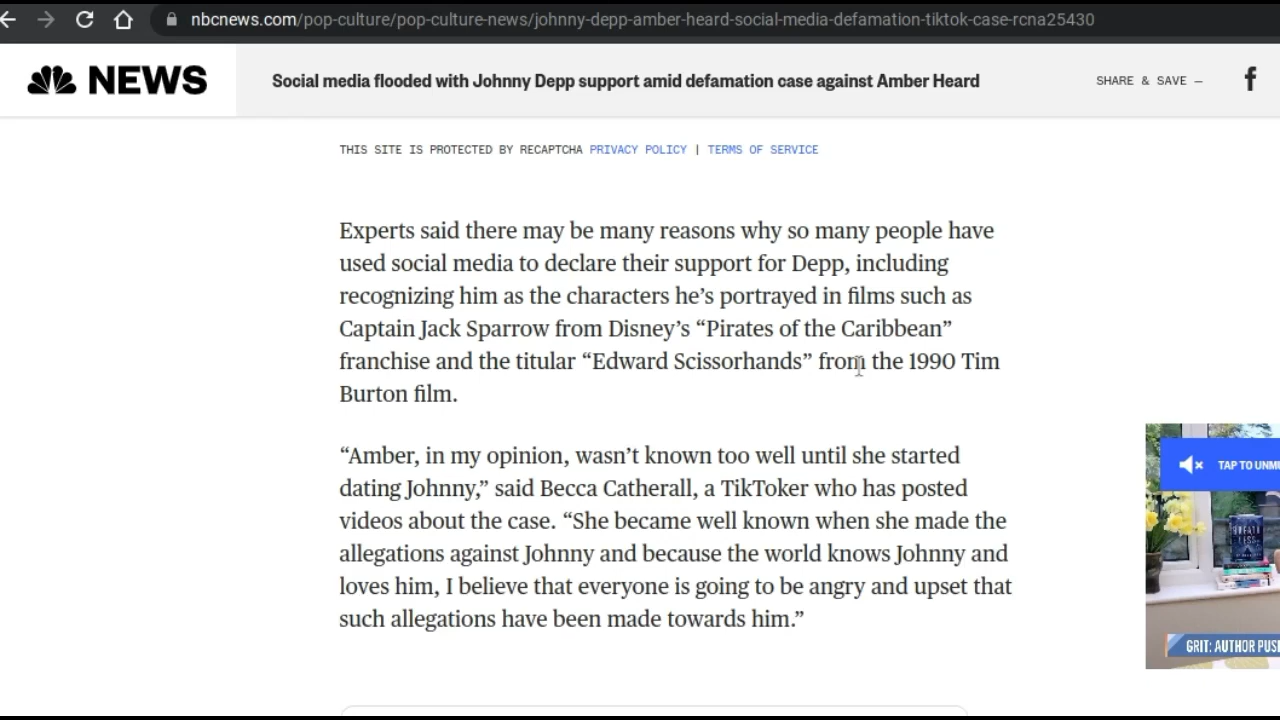 nbcnews.com/pop-culture/pop-culture-news/johnny-depp-amber-heard-social-media-defamation-tiktok-case-rcna25430
NEWS
Social media flooded with Johnny Depp support amid defamation case against Amber Heard
SHARE & SAVE —
THIS SITE IS PROTECTED BY RECAPTCHA PRIVACY POLICY | TERMS OF SERVICE
Experts said there may be many reasons why so many people have
used social media to declare their support for Depp, including
recognizing him as the characters he’s portrayed in films such as
Captain Jack Sparrow from Disney’s “Pirates of the Caribbean”
franchise and the titular “Edward Scissorhands” from the 1990 Tim
Burton film.
“Amber, in my opinion, wasn’t known too well until she started
dating Johnny,” said Becca Catherall, a TikToker who has posted
videos about the case. “She became well known when she made the
allegations against Johnny and because the world knows Johnny and
loves him, I believe that everyone is going to be angry and upset that
such allegations have been made towards him.”
TAP TO UNMU
GRIT: AUTHOR PUS